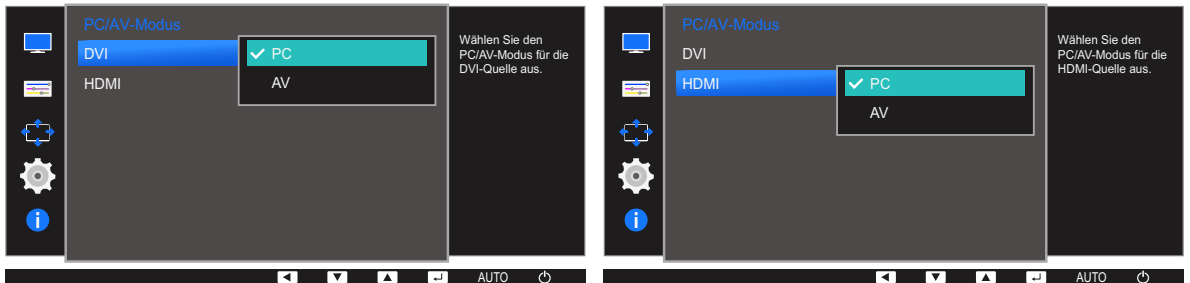 PC/AV-Modus
DVI
PC
HDMI
AV
Wählen Sie den
PC/AV-Modus für die
DVI-Quelle aus.
AUTO
PC/AV-Modus
DVI
HDMI
PC
AV
Wählen Sie den
PC/AV-Modus für die
HDMI-Quelle aus.
AUTO